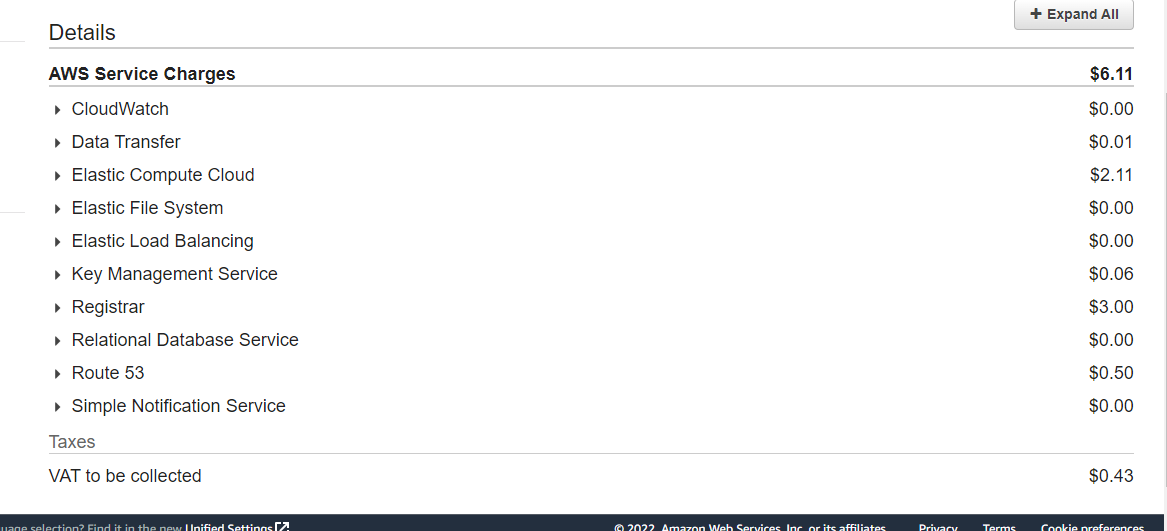 + Expand All
Details
AWS Service Charges $6.11
CloudWatch $0.00
Data Transfer $0.01
Elastic Compute Cloud $2.11
Elastic File System $0.00
Elastic Load Balancing $0.00
Key Management Service $0.06
Registrar $3.00
Relational Database Service $0.00
Route 53 $0.50
Simple Notification Service $0.00
Taxes
VAT to be collected $0.43
uage selection? Find it in the new Unified Settings © 2022, Amazon Web Services, Inc. or its affiliates. Privacy Terms Cookie preferences